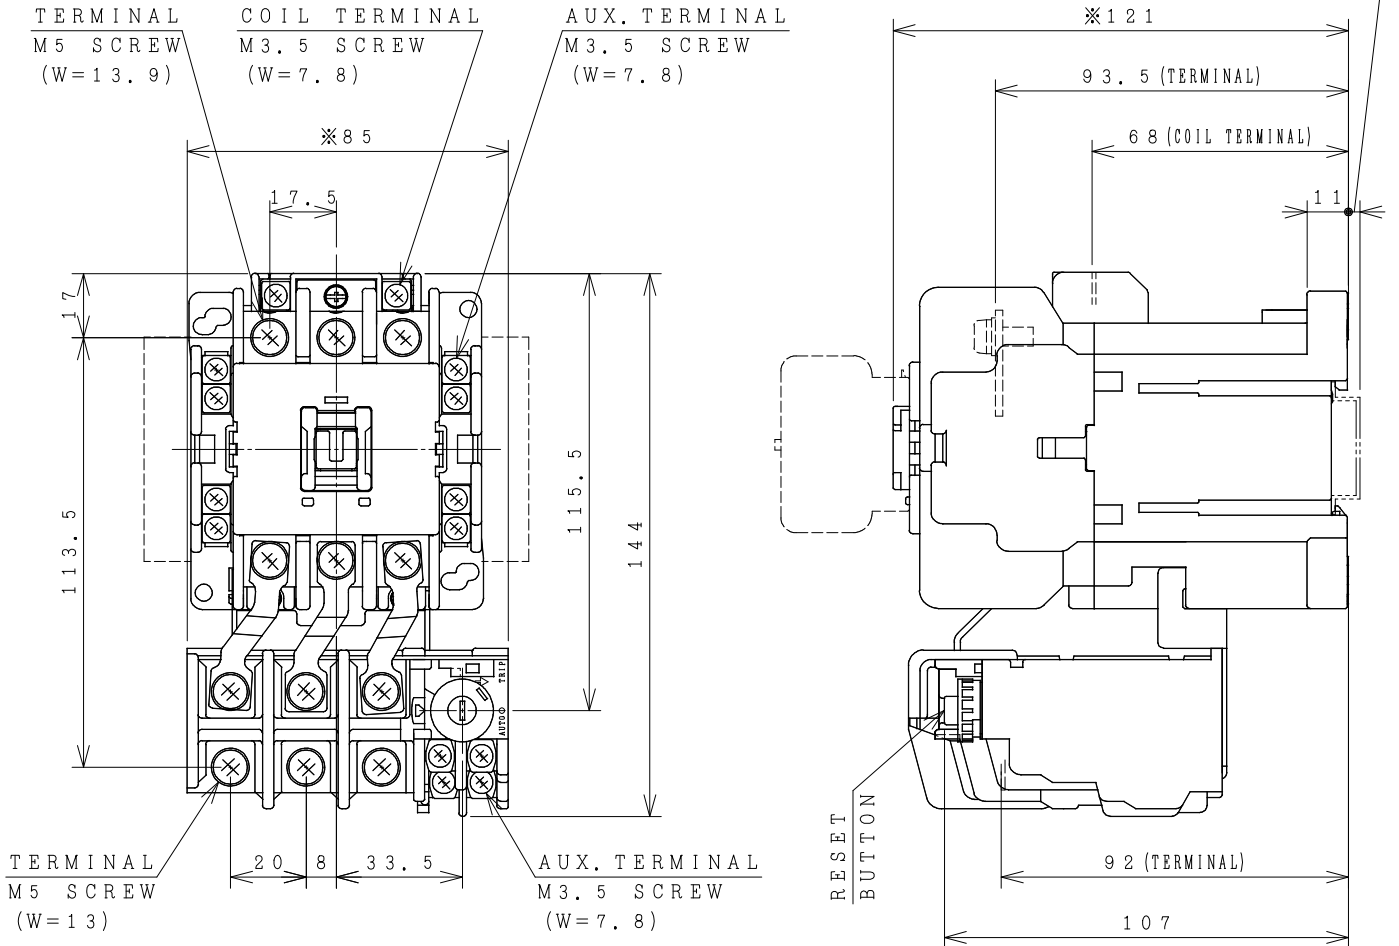 TERMINAL
M5 SCREW
(W=13.9)
COIL TERMINAL
M3.5 SCREW
(W=7.8)
AUX. TERMINAL
M3.5 SCREW
(W=7.8)
※121
93.5 (TERMINAL)
68 (COIL TERMINAL)
11
※85
17.5
17
113.5
115.5
144
TRIP
AUTO
TERMINAL
M5 SCREW
(W=13)
20
8
33.5
AUX. TERMINAL
M3.5 SCREW
(W=7.8)
RESET
BUTTON
92 (TERMINAL)
107